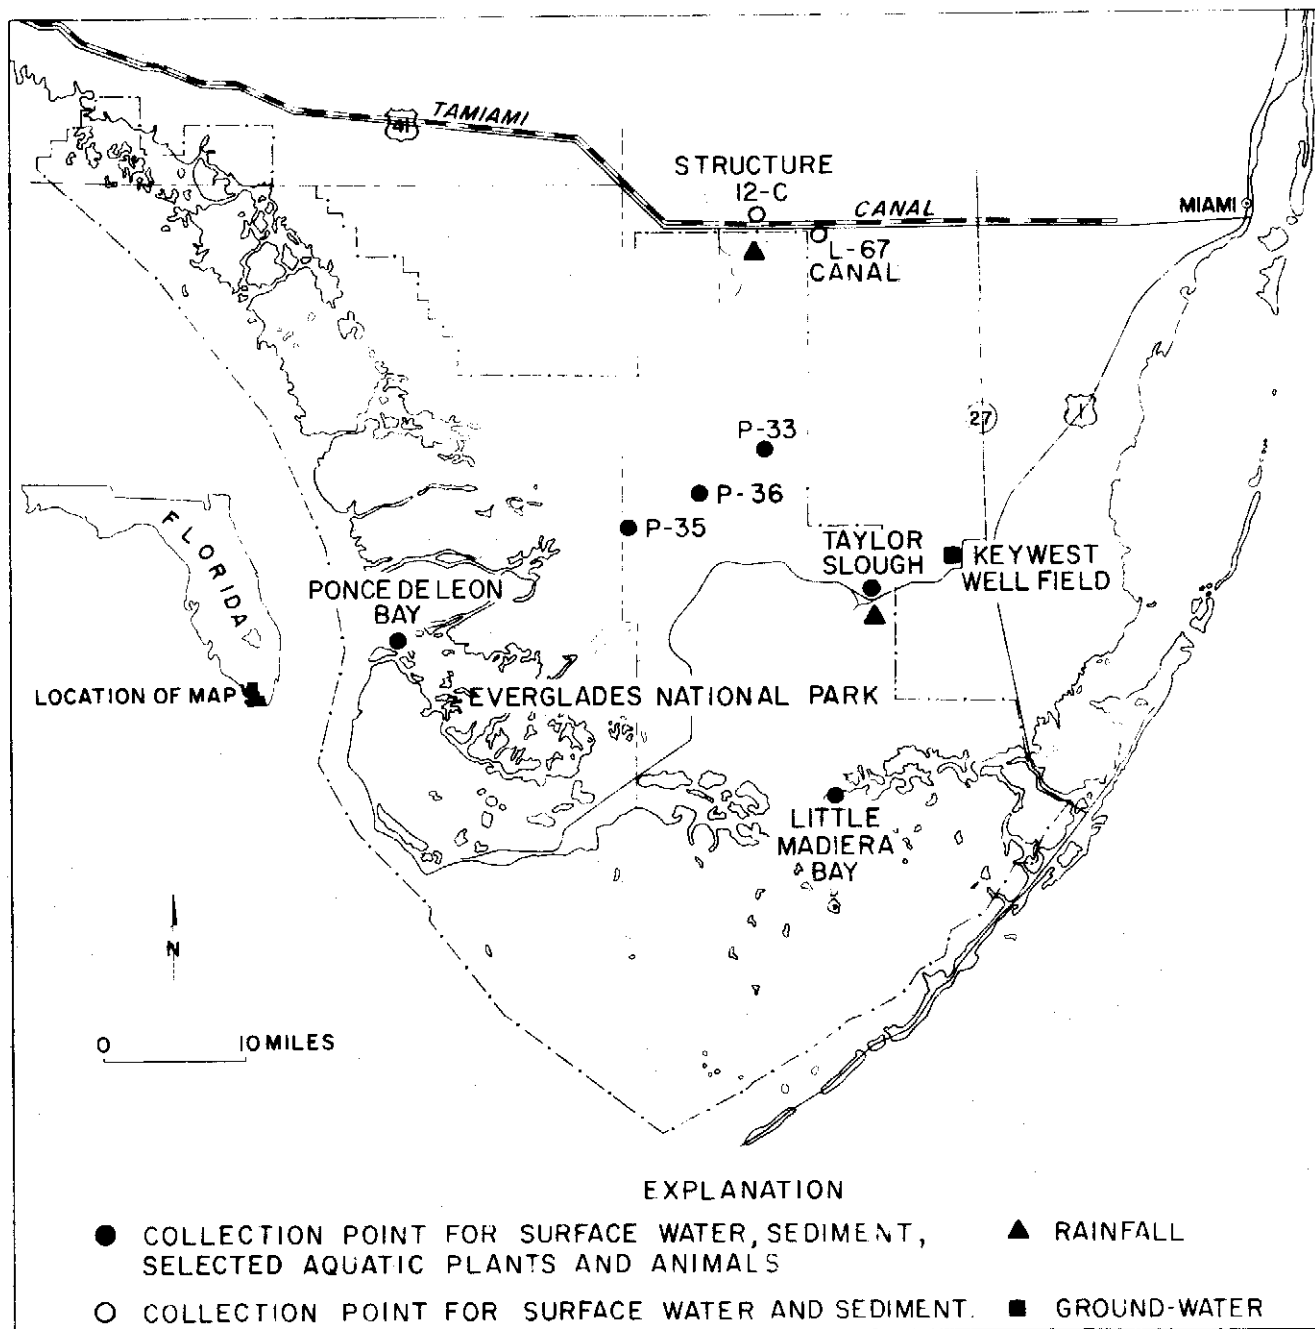 TAMIAMI
41
STRUCTURE
12-C
CANAL
MIAMI
L-67
CANAL
P-33
27
1
P-36
P-35
FLORIDA
TAYLOR
SLOUGH
KEYWEST
WELL FIELD
PONCE DE LEON
BAY
LOCATION OF MAP
EVERGLADES NATIONAL PARK
LITTLE
MADIERA
BAY
N
0 10 MILES
EXPLANATION
COLLECTION POINT FOR SURFACE WATER, SEDIMENT,
SELECTED AQUATIC PLANTS AND ANIMALS
RAINFALL
COLLECTION POINT FOR SURFACE WATER AND SEDIMENT.
GROUND-WATER